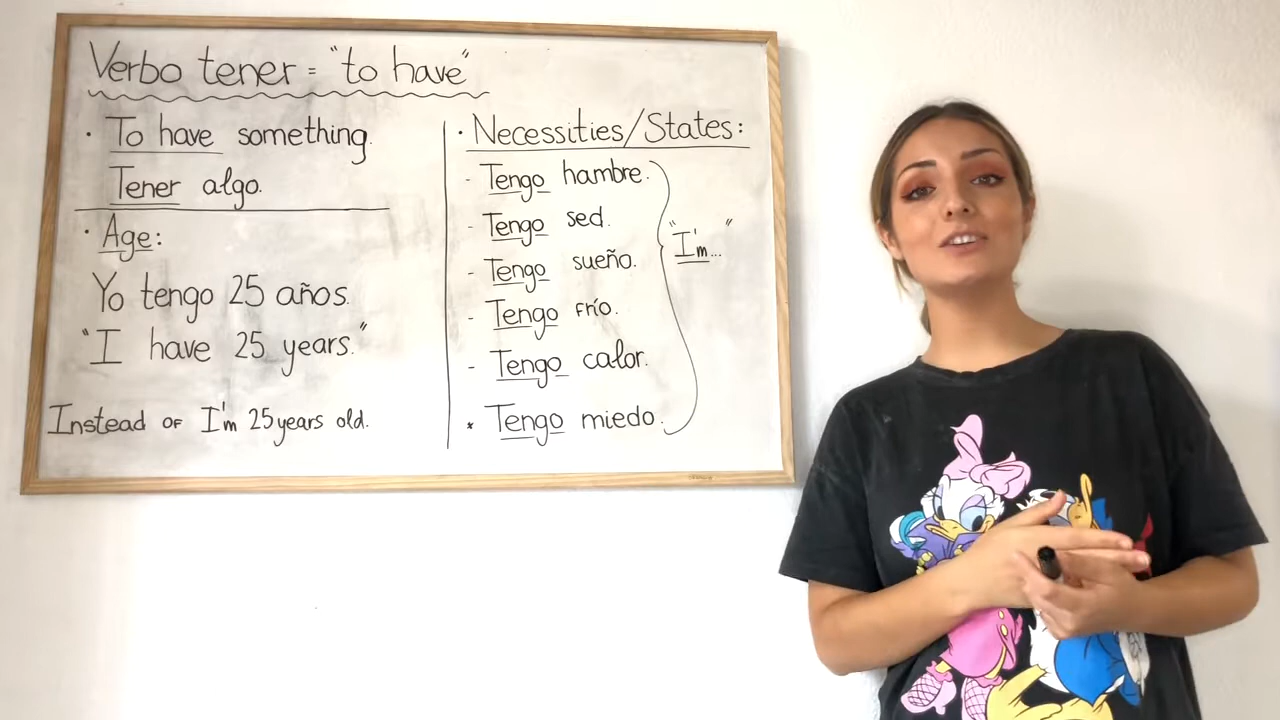 Verbo tener = "to have"
· To have something.
Tener algo.
· Age:
Yo tengo 25 años.
"I have 25 years."
Instead of I'm 25 years old.
· Necessities/States:
- Tengo hambre.
- Tengo sed.
- Tengo sueño.
- Tengo frío.
- Tengo calor.
* Tengo miedo.
"I'm..."